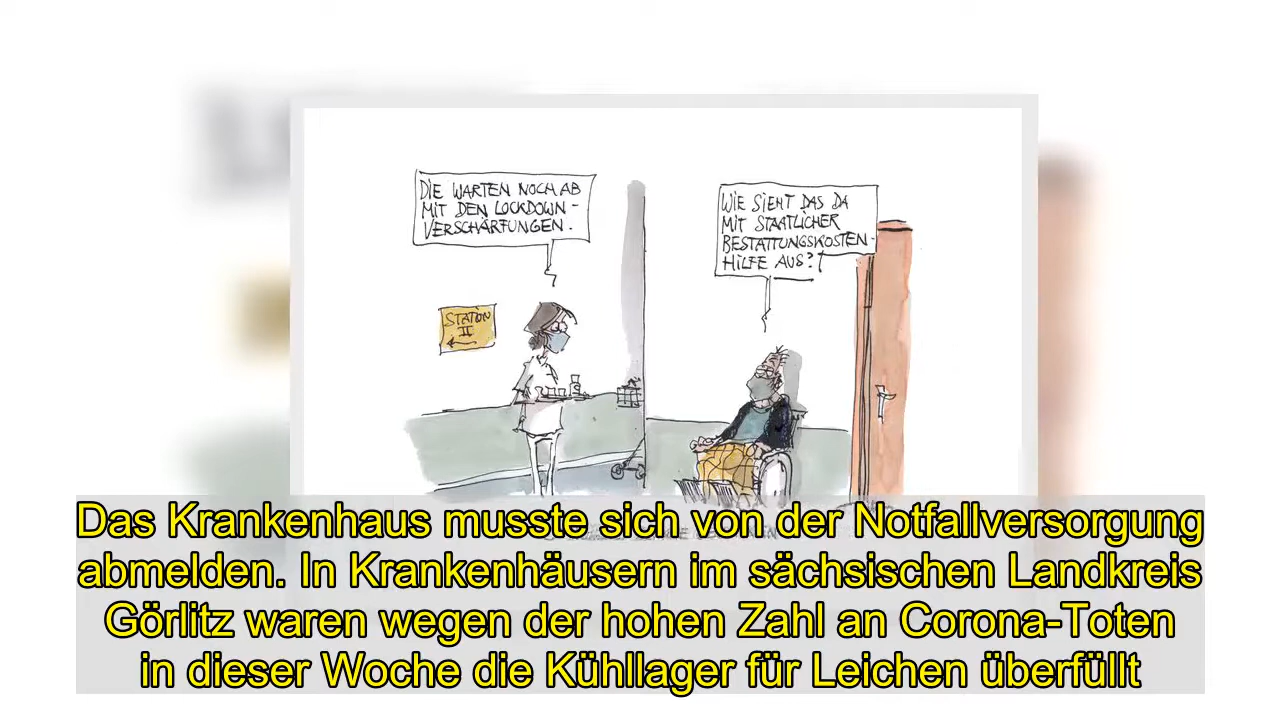 DIE WARTEN NOCH AB
MIT DEN LOCKDOWN-
VERSCHÄRFUNGEN.
WIE SIEHT DAS DA
MIT STAATLICHER
BESTATTUNGSKOSTEN-
HILFE AUS?
STATION
II
Das Krankenhaus musste sich von der Notfallversorgung
abmelden. In Krankenhäusern im sächsischen Landkreis
Görlitz waren wegen der hohen Zahl an Corona-Toten
in dieser Woche die Kühllager für Leichen überfüllt